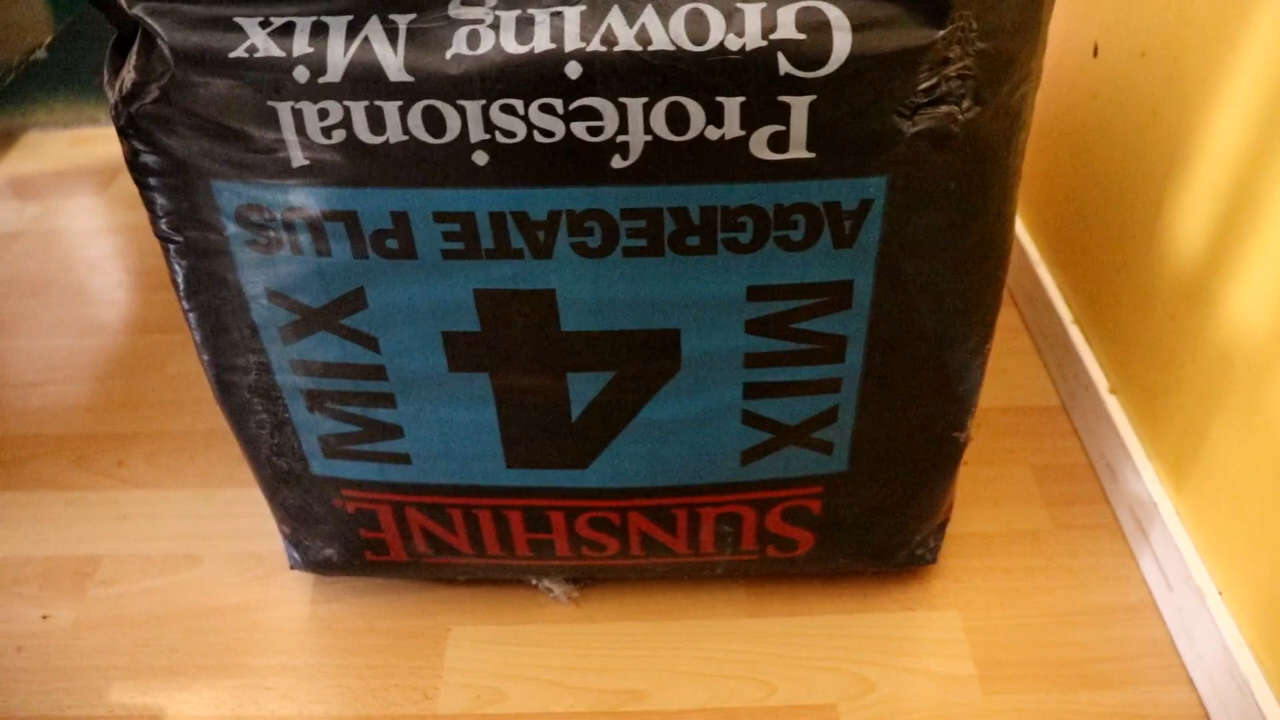 SUNSHINE
MIX 4 MIX
AGGREGATE PLUS
Professional
Growing Mix